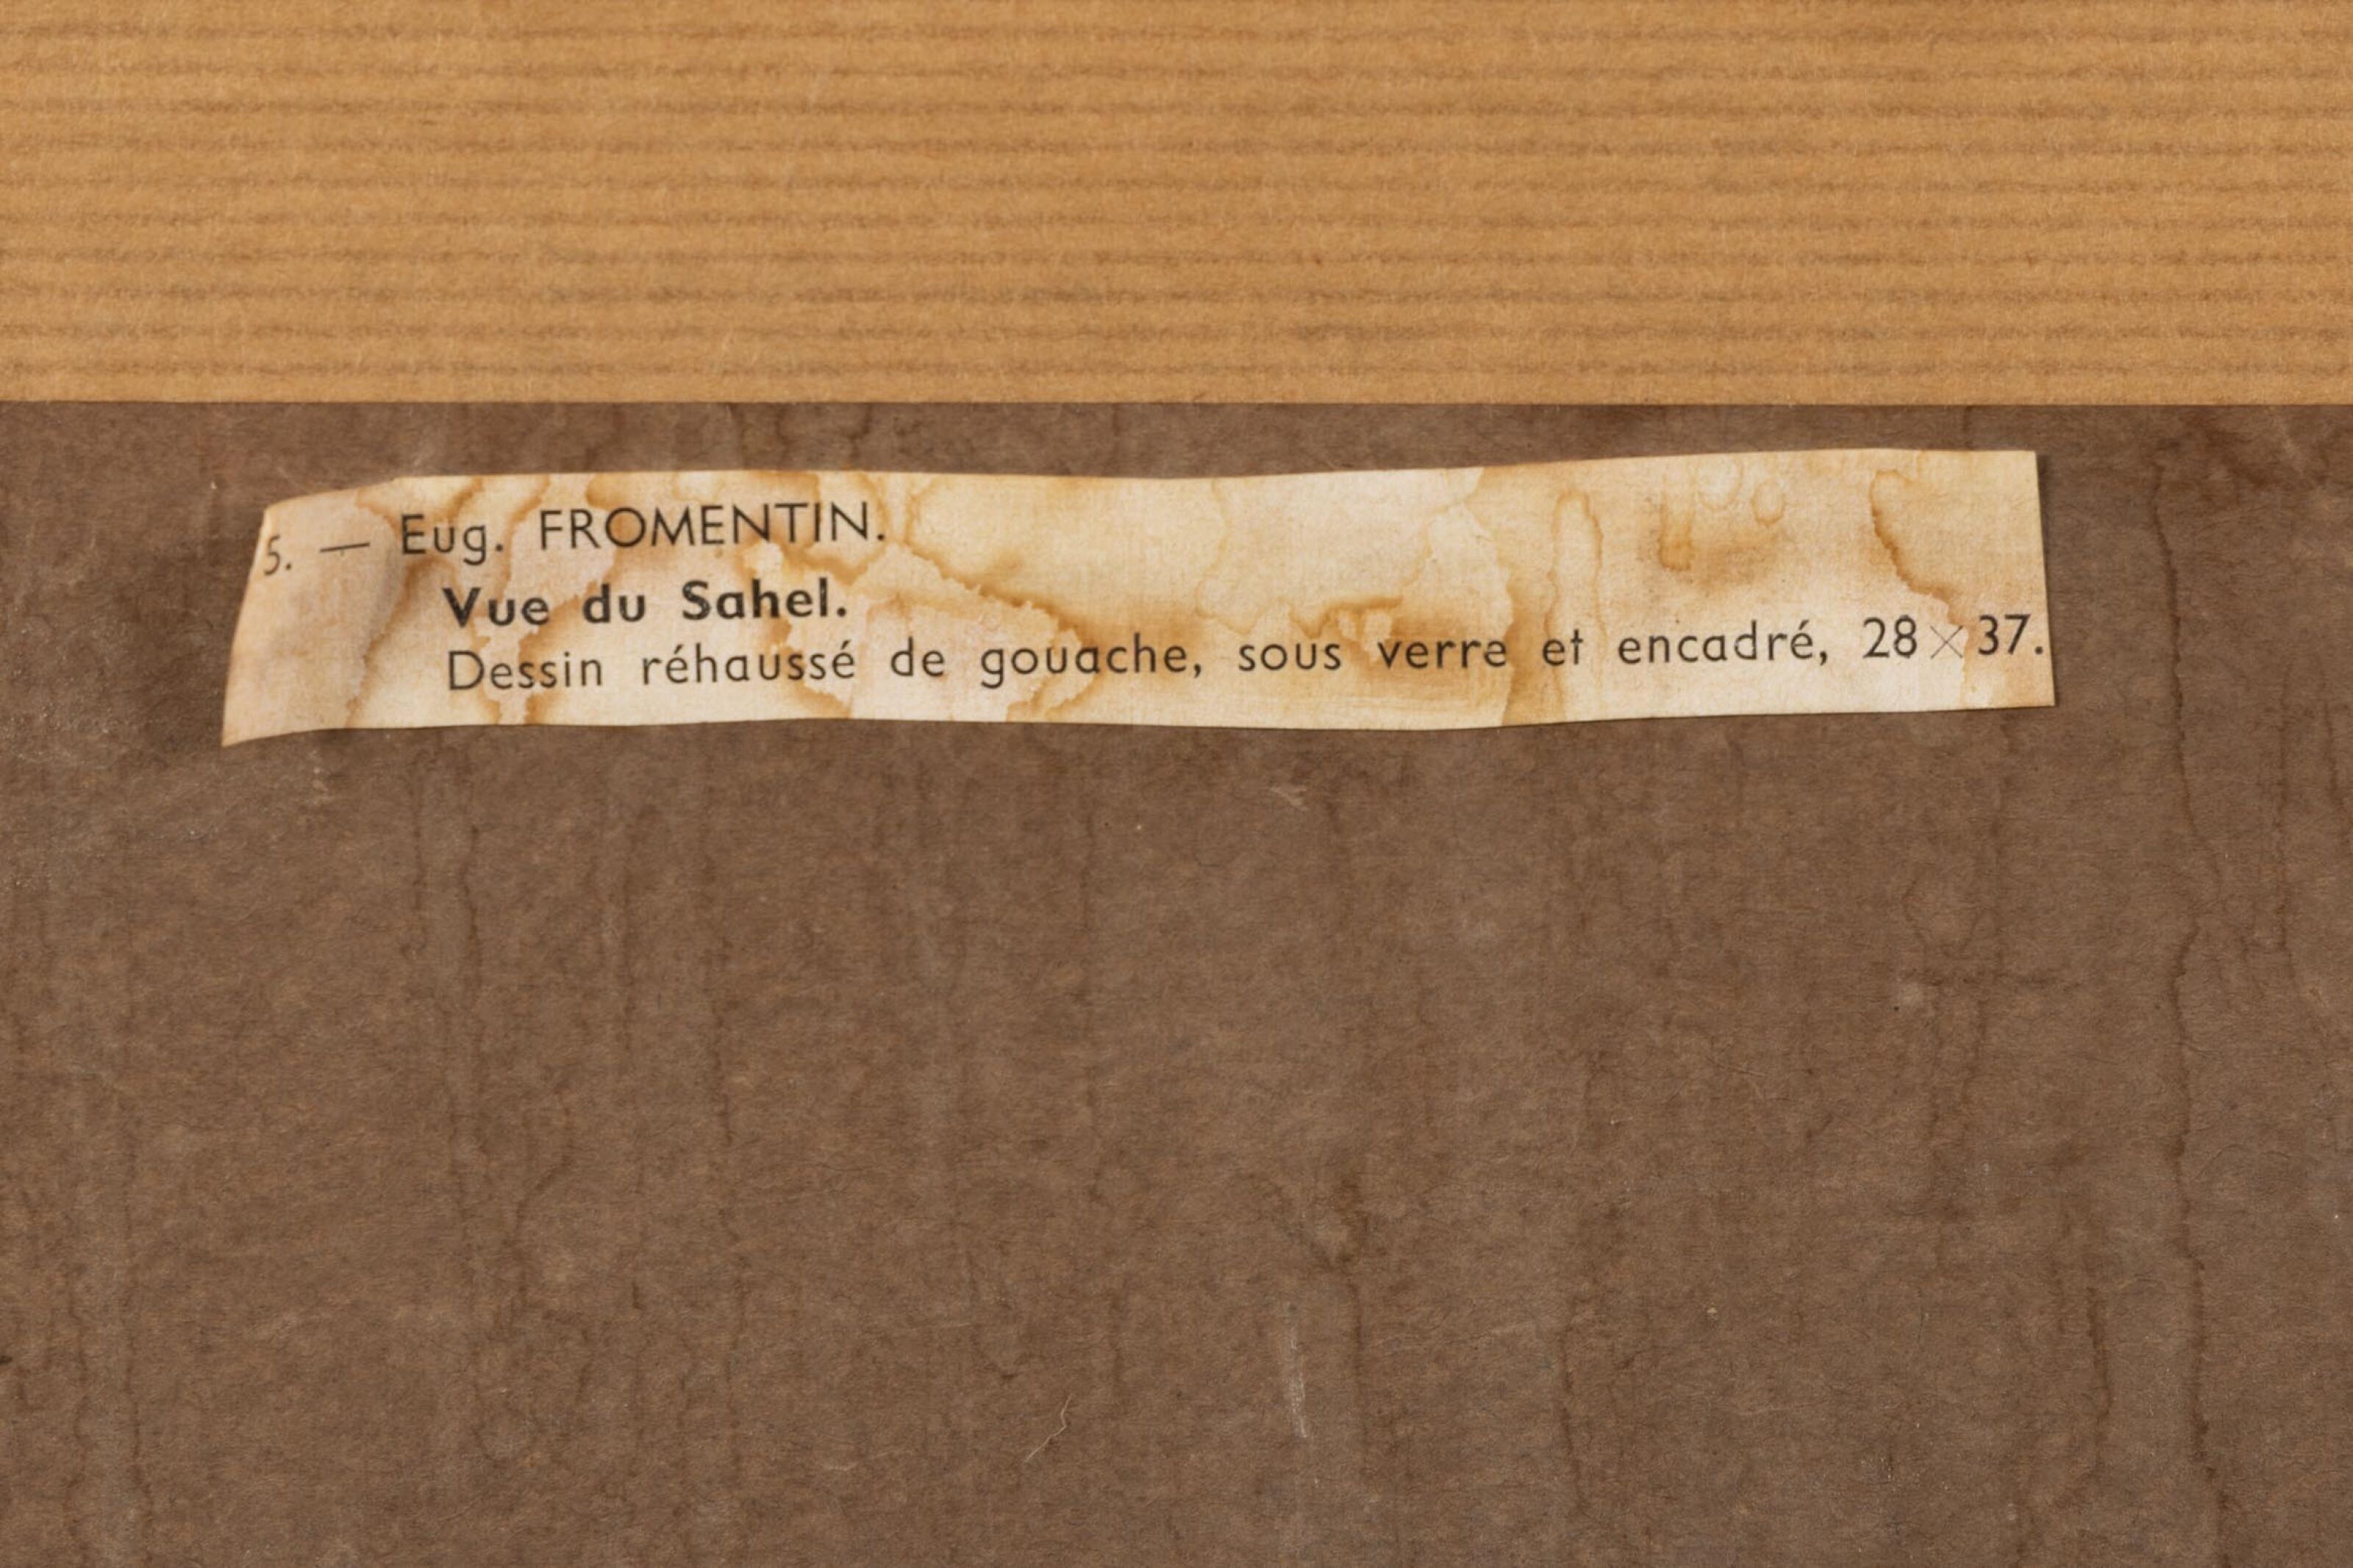 5. — Eug. FROMENTIN.
Vue du Sahel.
Dessin réhaussé de gouache, sous verre et encadré, 28×37.